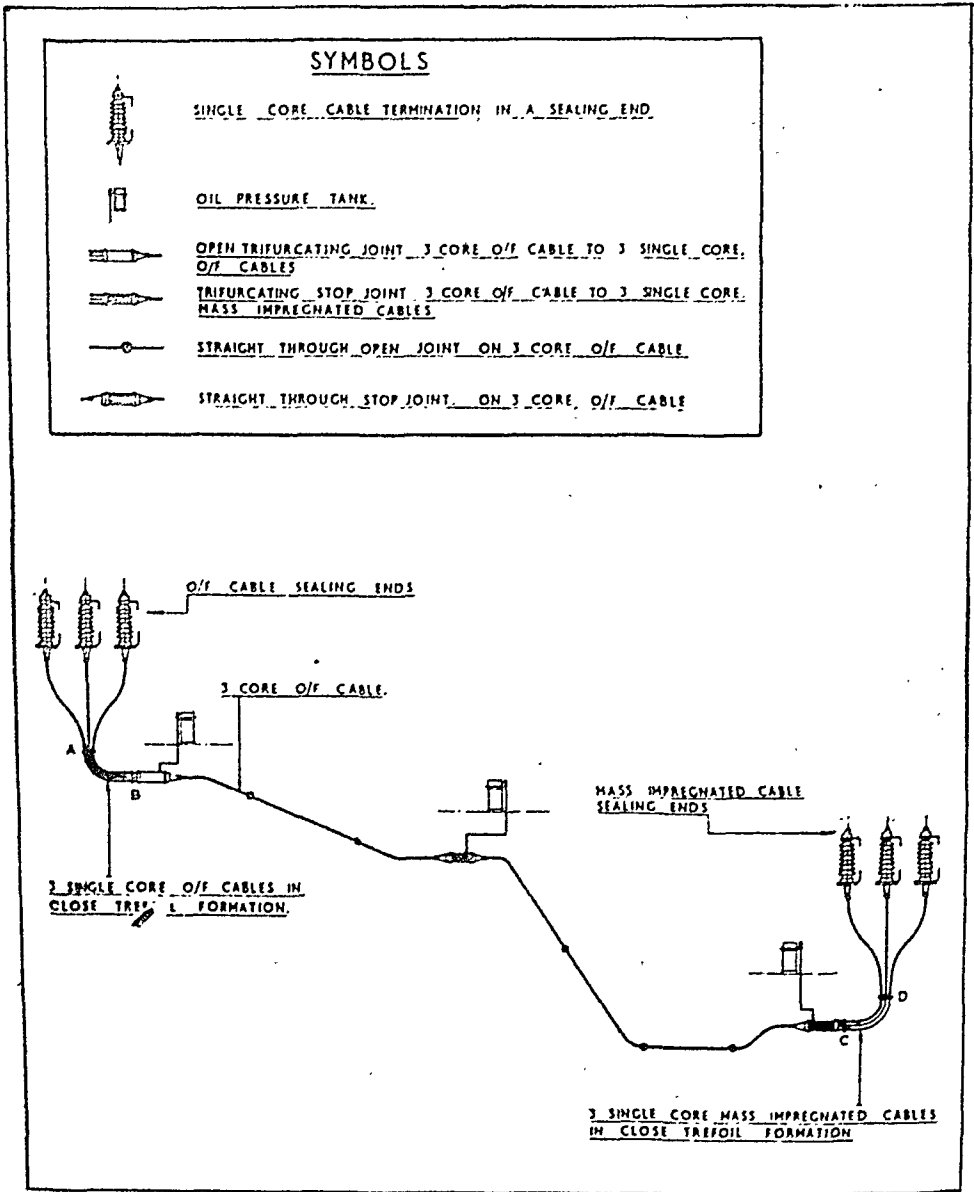 SYMBOLS
SINGLE CORE CABLE TERMINATION IN A SEALING END
OIL PRESSURE TANK.
OPEN TRIFURCATING JOINT 3 CORE O/F CABLE TO 3 SINGLE CORE.
O/F CABLES
TRIFURCATING STOP JOINT 3 CORE O/F CABLE TO 3 SINGLE CORE.
MASS IMPREGNATED CABLES
STRAIGHT THROUGH OPEN JOINT ON 3 CORE O/F CABLE
STRAIGHT THROUGH STOP JOINT. ON 3 CORE, O/F CABLE
O/F CABLE SEALING ENDS
3 CORE O/F CABLE.
A
B
MASS IMPREGNATED CABLE
SEALING ENDS
3 SINGLE CORE O/F CABLES IN
CLOSE FORMATION.
D
C
3 SINGLE CORE MASS IMPREGNATED CABLES
IN CLOSE TREFOIL FORMATION